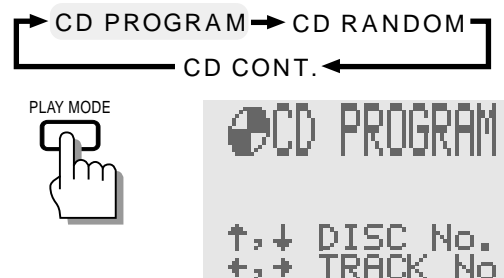 CD PROGRAM CD RANDOM
CD CONT.
PLAY MODE
CD PROGRAM
↑,↓ DISC No.
←,→ TRACK No